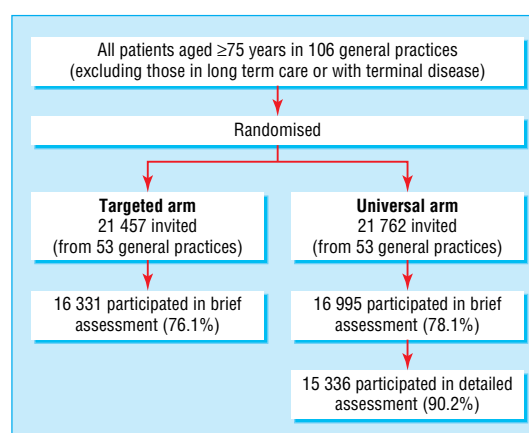 All patients aged ≥75 years in 106 general practices
(excluding those in long term care or with terminal disease)
Randomised
Targeted arm
21 457 invited
(from 53 general practices)
Universal arm
21 762 invited
(from 53 general practices)
16 331 participated in brief
assessment (76.1%)
16 995 participated in brief
assessment (78.1%)
15 336 participated in detailed
assessment (90.2%)